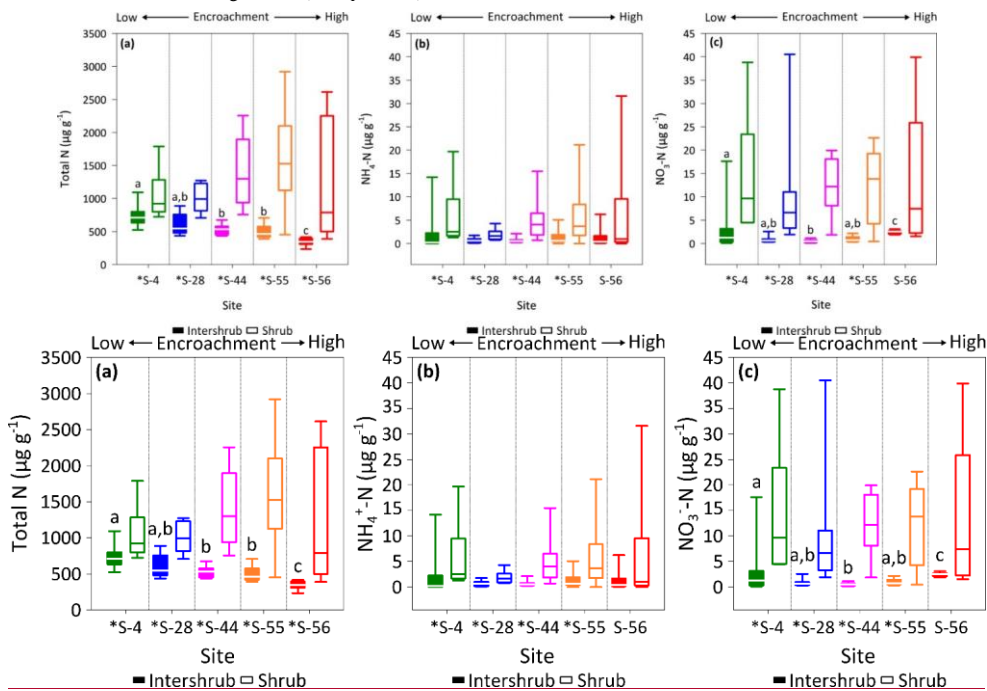 Low ← Encroachment → High
Low ← Encroachment → High
Low ← Encroachment → High
(a)
3500
3000
2500
2000
1500
1000
500
0
Total N (µg g⁻¹)
a
a,b
b
b
c
*S-4 *S-28 *S-44 *S-55 *S-56
Site
(b)
45
40
35
30
25
20
15
10
5
0
NH₄-N (µg g⁻¹)
*S-4 *S-28 *S-44 *S-55 S-56
Site
(c)
45
40
35
30
25
20
15
10
5
0
NO₃-N (µg g⁻¹)
a
a,b
b
a,b
c
*S-4 *S-28 *S-44 *S-55 S-56
Site
Intershrub Shrub
Intershrub Shrub
Intershrub Shrub
Low ← Encroachment → High
Low ← Encroachment → High
Low ← Encroachment → High
(a)
3500
3000
2500
2000
1500
1000
500
0
Total N (µg g⁻¹)
a
a,b
b
b
c
*S-4 *S-28 *S-44 *S-55 *S-56
Site
Intershrub Shrub
(b)
45
40
35
30
25
20
15
10
5
0
NH₄⁺-N (µg g⁻¹)
*S-4 *S-28 *S-44 *S-55 S-56
Site
Intershrub Shrub
(c)
45
40
35
30
25
20
15
10
5
0
NO₃⁻-N (µg g⁻¹)
a
a,b
b
a,b
c
*S-4 *S-28 *S-44 *S-55 S-56
Site
Intershrub Shrub